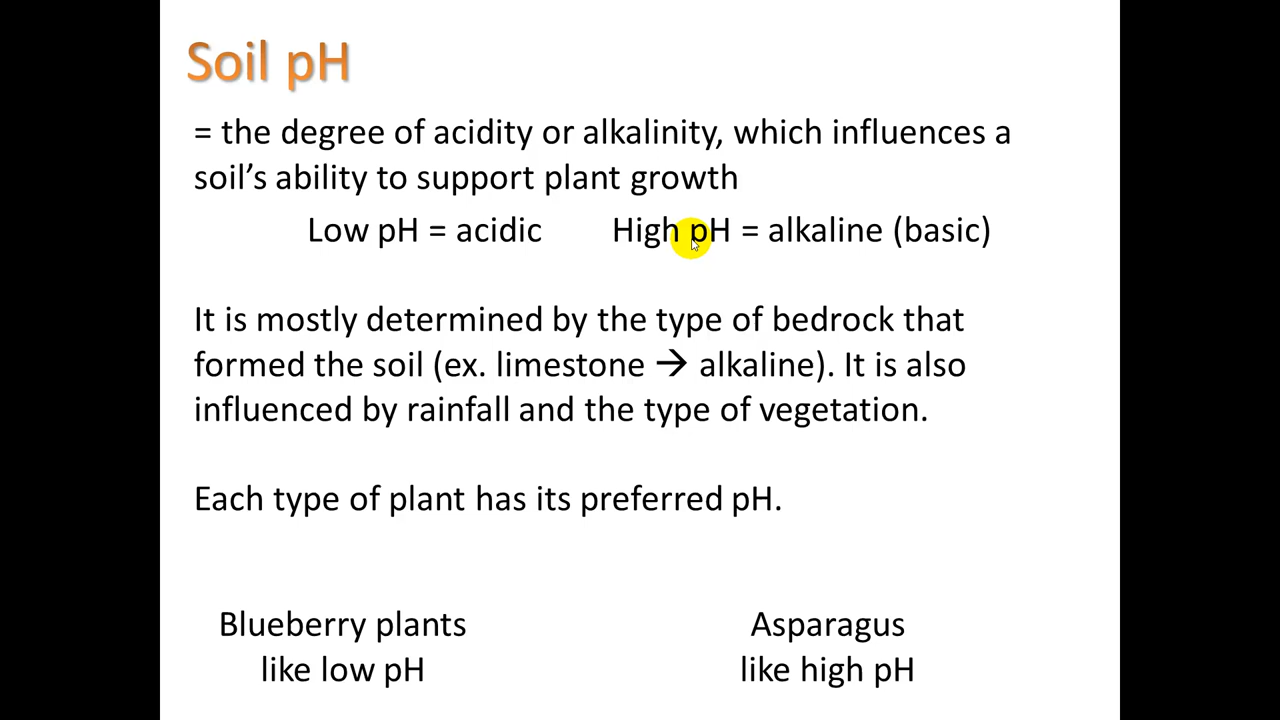 Soil pH
= the degree of acidity or alkalinity, which influences a
soil’s ability to support plant growth
Low pH = acidic High pH = alkaline (basic)
It is mostly determined by the type of bedrock that
formed the soil (ex. limestone → alkaline). It is also
influenced by rainfall and the type of vegetation.
Each type of plant has its preferred pH.
Blueberry plants
like low pH
Asparagus
like high pH